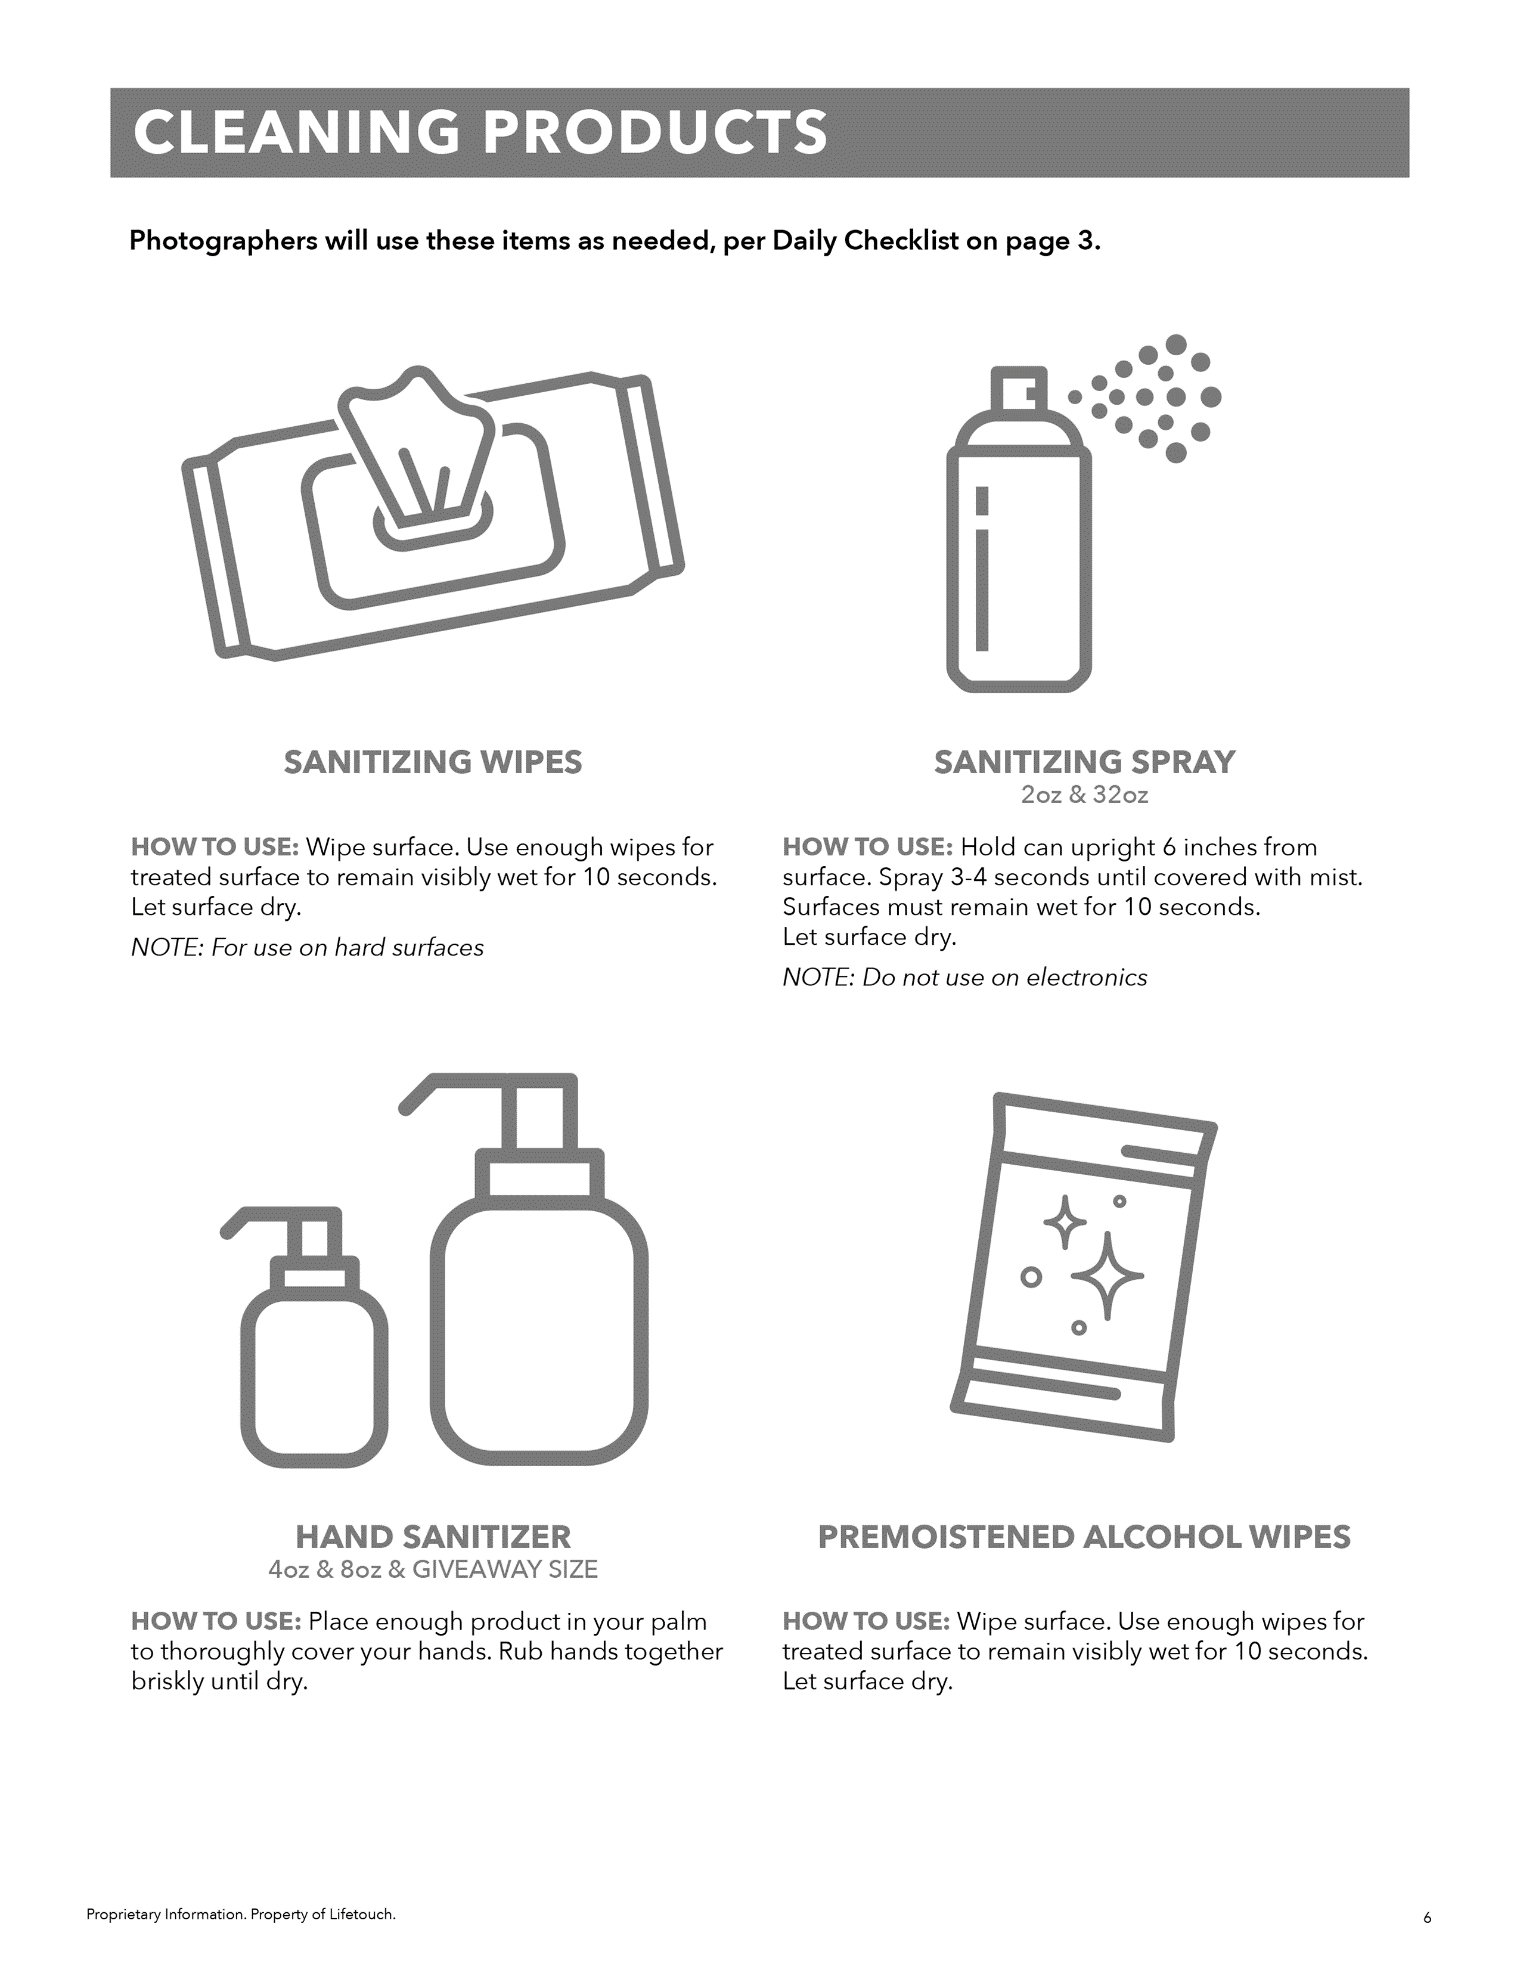 CLEANING PRODUCTS
Photographers will use these items as needed, per Daily Checklist on page 3.
SANITIZING WIPES
HOW TO USE: Wipe surface. Use enough wipes for
treated surface to remain visibly wet for 10 seconds.
Let surface dry.
NOTE: For use on hard surfaces
SANITIZING SPRAY
2oz & 32oz
HOW TO USE: Hold can upright 6 inches from
surface. Spray 3-4 seconds until covered with mist.
Surfaces must remain wet for 10 seconds.
Let surface dry.
NOTE: Do not use on electronics
HAND SANITIZER
4oz & 8oz & GIVEAWAY SIZE
HOW TO USE: Place enough product in your palm
to thoroughly cover your hands. Rub hands together
briskly until dry.
PREMOISTENED ALCOHOL WIPES
HOW TO USE: Wipe surface. Use enough wipes for
treated surface to remain visibly wet for 10 seconds.
Let surface dry.
Proprietary Information. Property of Lifetouch.
6